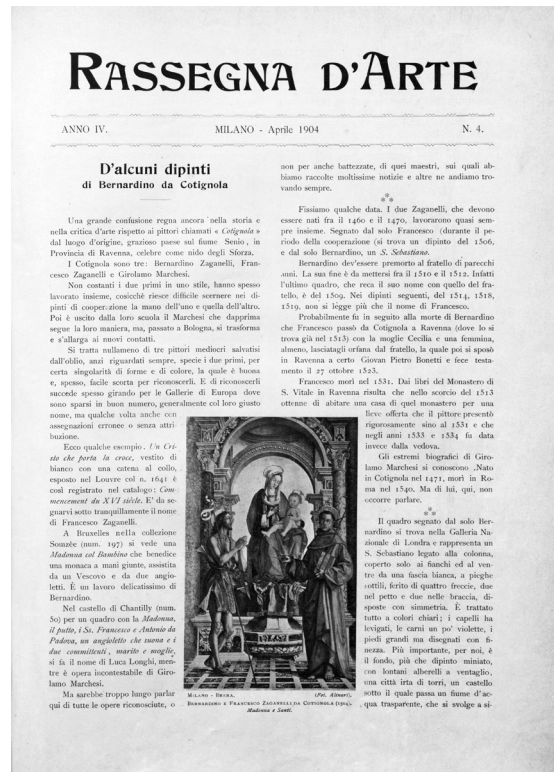 RASSEGNA D'ARTE
ANNO IV.
MILANO - Aprile 1904
N. 4.
D'alcuni dipinti
di Bernardino da Cotignola
Una grande confusione regna ancora nella storia e
nella critica d'arte rispetto ai pittori chiamati « Cotignola »
dal luogo d'origine, grazioso paese sul fiume Senio, in
Provincia di Ravenna, celebre come nido degli Sforza.
I Cotignola sono tre: Bernardino Zaganelli, Fran-
cesco Zaganelli e Girolamo Marchesi.
Non contanti i due primi in uno stile, hanno spesso
lavorato insieme, cosicchè riesce difficile scernere nei di-
pinti di cooperazione la mano dell'uno e quella dell'altro.
Poi è uscito dalla loro scuola il Marchesi che dapprima
segue la loro maniera, ma, passato a Bologna, si trasforma
e s'allarga ai nuovi contatti.
Si tratta nullameno di tre pittori mediocri salvatisi
dall'oblio, anzi riguardati sempre, specie i due primi, per
certa singolarità di forme e di colore, la quale è buona
e, spesso, facile scorta per riconoscerli. E di riconoscerli
succede spesso girando per le Gallerie di Europa dove
sono sparsi in buon numero, generalmente col loro giusto
nome, ma qualche volta anche con
assegnazioni erronee o senza attri-
buzione.
Ecco qualche esempio. Un Cri-
sto che porta la croce, vestito di
bianco con una catena al collo,
esposto nel Louvre col n. 1641 è
così registrato nel catalogo: Com-
mencement du XVI siècle. E' da se-
gnarvi sotto tranquillamente il nome
di Francesco Zaganelli.
A Bruxelles nella collezione
Somzée (num. 197) si vede una
Madonna col Bambino che benedice
una monaca a mani giunte, assistita
da un Vescovo e da due angio-
letti. È un lavoro delicatissimo di
Bernardino.
Nel castello di Chantilly (num.
50) per un quadro con la Madonna,
il putto, i Ss. Francesco e Antonio da
Padova, un angioletto che suona e i
due committenti, marito e moglie,
si fa il nome di Luca Longhi, men-
tre è opera incontestabile di Giro-
lamo Marchesi.
Ma sarebbe troppo lungo parlar
qui di tutte le opere riconosciute, o
non per anche battezzate, di quei maestri, sui quali ab-
biamo raccolte moltissime notizie e altre ne andiamo tro-
vando sempre.
⁂
Fissiamo qualche data. I due Zaganelli, che devono
essere nati fra il 1460 e il 1470, lavorarono quasi sem-
pre insieme. Segnato dal solo Francesco (durante il pe-
riodo della cooperazione (si trova un dipinto del 1506,
e dal solo Bernardino, un S. Sebastiano.
Bernardino dev'essere premorto al fratello di parecchi
anni. La sua fine è da mettersi fra il 1510 e il 1512. Infatti
l'ultimo quadro, che reca il suo nome con quello del fra-
tello, è del 1509. Nei dipinti seguenti, del 1514, 1518,
1519, non si legge più che il nome di Francesco.
Probabilmente fu in seguito alla morte di Bernardino
che Francesco passò da Cotignola a Ravenna (dove lo si
trova già nel 1513) con la moglie Cecilia e una femmina,
almeno, lasciatagli orfana dal fratello, la quale poi si sposò
in Ravenna a certo Giovan Pietro Bonetti e fece testa-
mento il 27 ottobre 1523.
Francesco morì nel 1531. Dai libri del Monastero di
S. Vitale in Ravenna risulta che nello scorcio del 1513
ottenne di abitare una casa di quel monastero per una
lieve offerta che il pittore presentò
rigorosamente sino al 1531 e che
negli anni 1533 e 1534 fu data
invece dalla vedova.
Gli estremi biografici di Giro-
lamo Marchesi si conoscono. Nato
in Cotignola nel 1471, morì in Ro-
ma nel 1540. Ma di lui, qui, non
occorre parlare.
⁂
Il quadro segnato dal solo Ber-
nardino si trova nella Galleria Na-
zionale di Londra e rappresenta un
S. Sebastiano legato alla colonna,
coperto solo ai fianchi ed al ven-
tre da una fascia bianca, a pieghe
sottili, ferito di quattro freccie, due
nel petto e due nelle braccia, di-
sposte con simmetria. È trattato
tutto a colori chiari; i capelli ha
levigati, le carni un po' violette, i
piedi grandi ma disegnati con fi-
nezza. Più importante, per noi, è
il fondo, più che dipinto miniato,
con lontani alberelli a ventaglio,
una città irta di torri, un castello
sotto il quale passa un fiume d'ac-
qua trasparente, che si svolge a si-
MILANO - BRERA.
(Fot. Alinari).
BERNARDINO E FRANCESCO ZAGANELLI DA COTIGNOLA (1504).
Madonna e Santi.